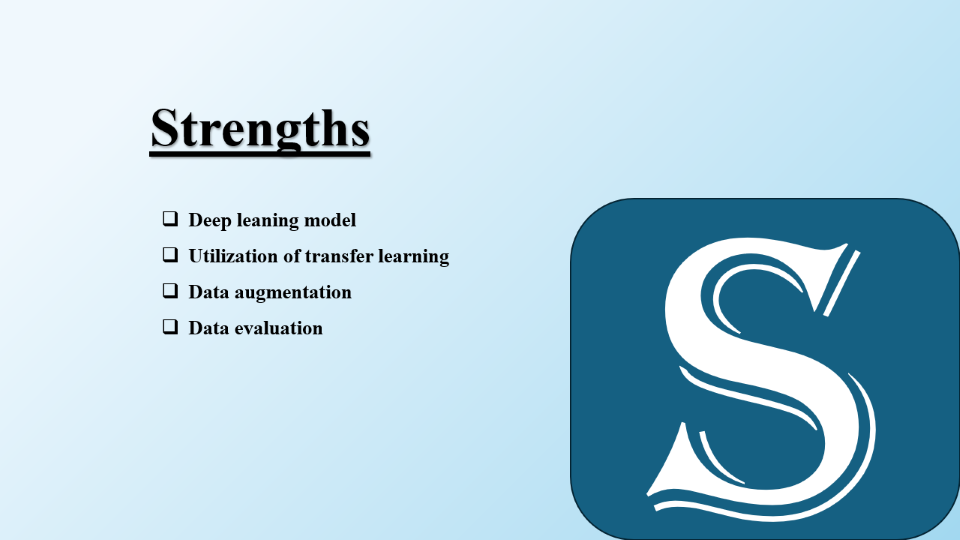 Strengths
Deep leaning model
Utilization of transfer learning
Data augmentation
Data evaluation
S